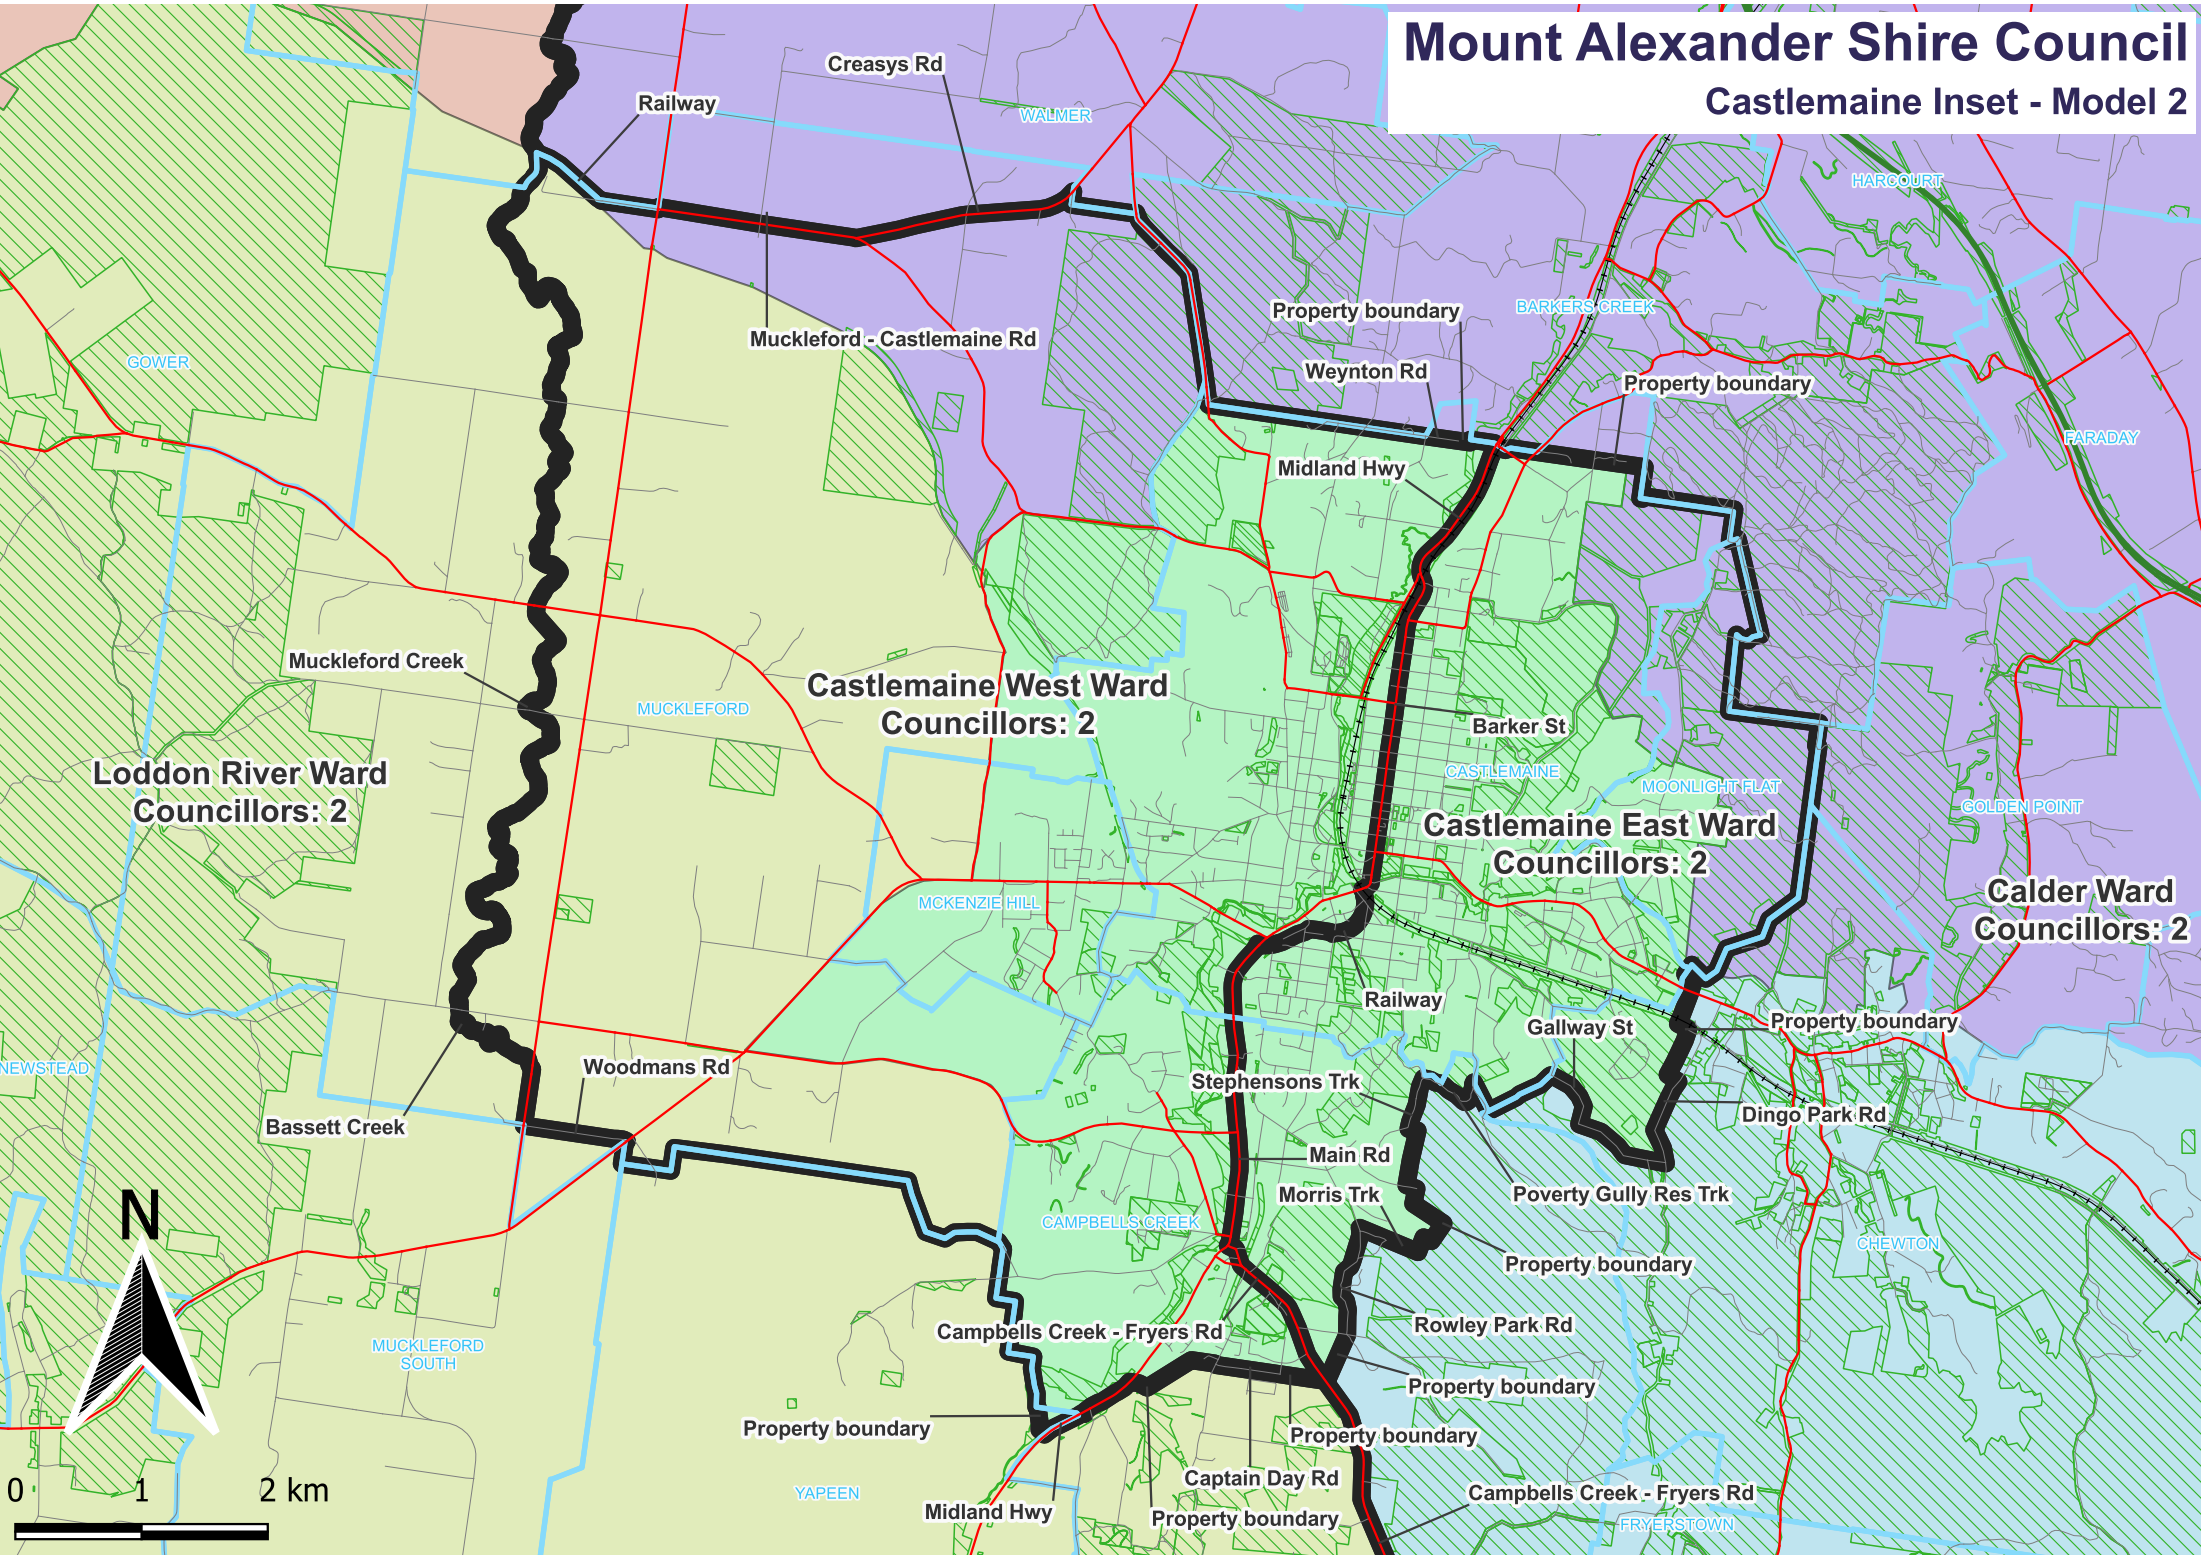 Mount Alexander Shire Council
Castlemaine Inset - Model 2
Creasys Rd
Railway
WALMER
HARCOURT
Property boundary
BARKERS CREEK
Muckleford - Castlemaine Rd
GOWER
Weynton Rd
Property boundary
FARADAY
Midland Hwy
Muckleford Creek
Castlemaine West Ward
Councillors: 2
MUCKLEFORD
Barker St
Loddon River Ward
Councillors: 2
CASTLEMAINE
MOONLIGHT FLAT
GOLDEN POINT
Castlemaine East Ward
Councillors: 2
Calder Ward
Councillors: 2
MCKENZIE HILL
Railway
Gallway St
Property boundary
NEWSTEAD
Woodmans Rd
Stephensons Trk
Dingo Park Rd
Bassett Creek
Main Rd
Morris Trk
Poverty Gully Res Trk
N
CAMPBELLS CREEK
CHEWTON
Property boundary
Campbells Creek - Fryers Rd
Rowley Park Rd
MUCKLEFORD
SOUTH
Property boundary
Property boundary
Property boundary
Captain Day Rd
0 1 2 km
YAPEEN
Midland Hwy
Property boundary
Campbells Creek - Fryers Rd
FRYERSTOWN